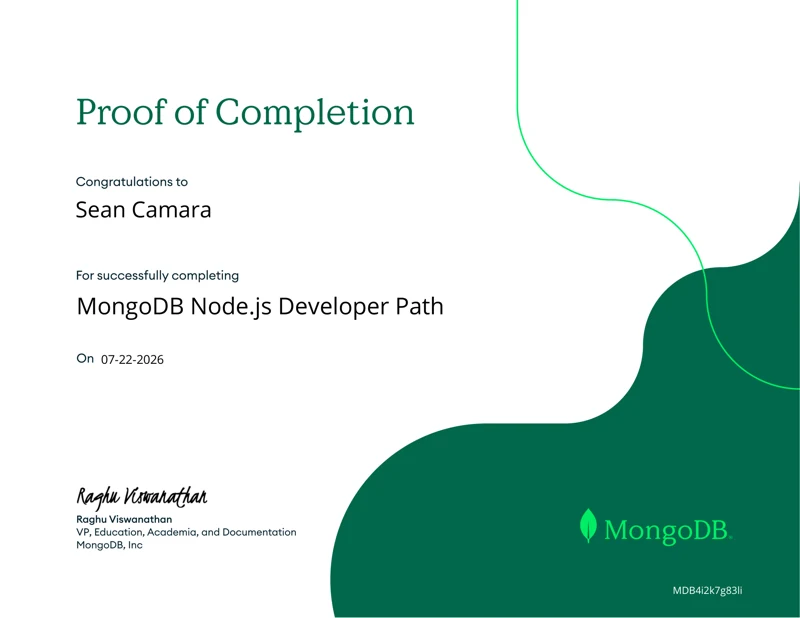 Proof of Completion
Congratulations to
Sean Camara
For successfully completing
MongoDB Node.js Developer Path
On 07-22-2026
Raghu Viswanathan
Raghu Viswanathan
VP, Education, Academia, and Documentation
MongoDB, Inc
MongoDB.
MDB4i2k7g83li